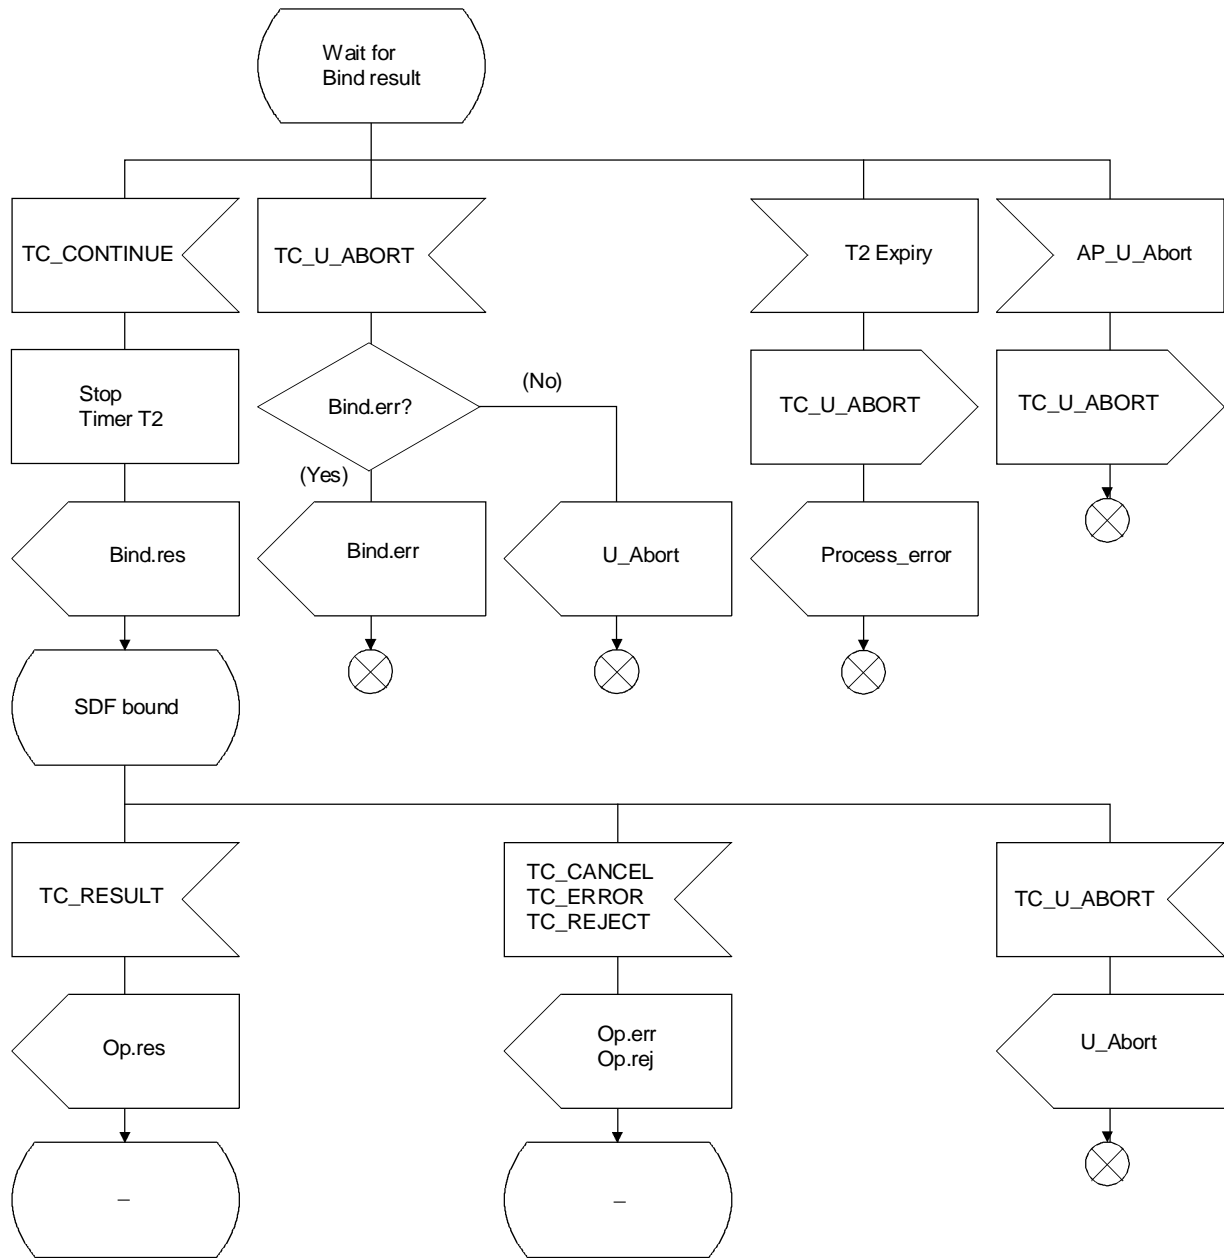 Wait for
Bind result
TC_CONTINUE
TC_U_ABORT
T2 Expiry
AP_U_Abort
Stop
Timer T2
Bind.err?
(No)
(Yes)
TC_U_ABORT
TC_U_ABORT
Bind.res
Bind.err
U_Abort
Process_error
SDF bound
TC_RESULT
TC_CANCEL
TC_ERROR
TC_REJECT
TC_U_ABORT
Op.res
Op.err
Op.rej
U_Abort
_
_